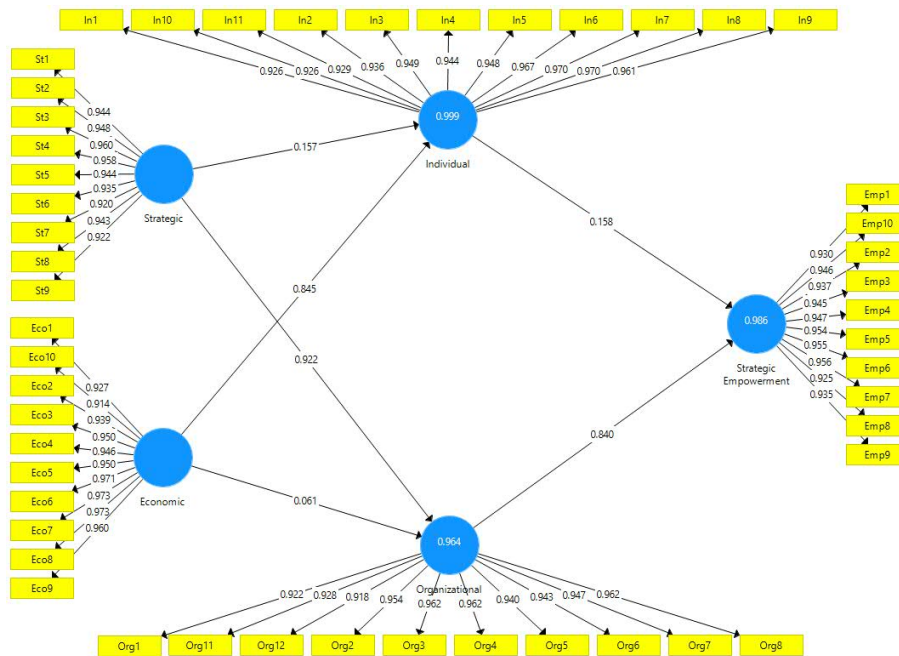 In1
In10
In11
In2
In3
In4
In5
In6
In7
In8
In9
0.926
0.926
0.929
0.936
0.949
0.944
0.948
0.967
0.970
0.970
0.961
St1
St2
St3
St4
St5
St6
St7
St8
St9
0.944
0.948
0.960
0.958
0.944
0.935
0.920
0.943
0.922
Strategic
0.157
0.999
Individual
0.158
0.845
0.922
Eco1
Eco10
Eco2
Eco3
Eco4
Eco5
Eco6
Eco7
Eco8
Eco9
0.927
0.914
0.939
0.950
0.946
0.950
0.971
0.973
0.973
0.960
Economic
0.061
0.964
Organizational
0.840
0.986
Strategic
Empowerment
0.930
0.946
0.937
0.945
0.947
0.954
0.955
0.956
0.925
0.935
Emp1
Emp10
Emp2
Emp3
Emp4
Emp5
Emp6
Emp7
Emp8
Emp9
0.922
0.928
0.918
0.954
0.962
0.962
0.940
0.943
0.947
0.962
Org1
Org11
Org12
Org2
Org3
Org4
Org5
Org6
Org7
Org8